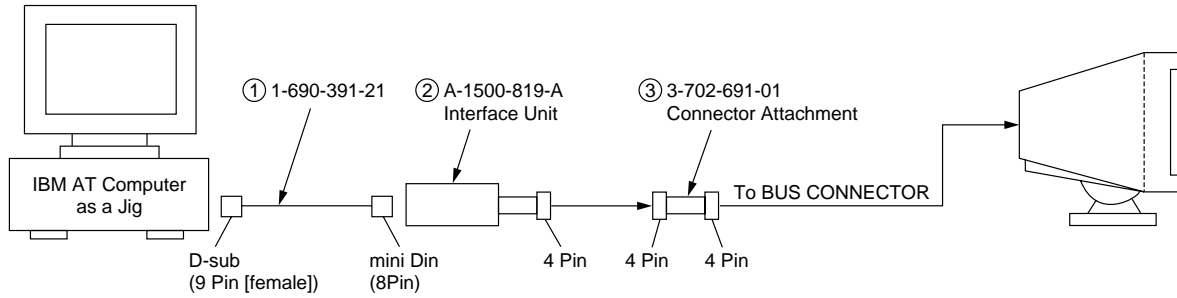 ① 1-690-391-21
② A-1500-819-A
Interface Unit
③ 3-702-691-01
Connector Attachment
IBM AT Computer
as a Jig
To BUS CONNECTOR
D-sub
(9 Pin [female])
mini Din
(8Pin)
4 Pin
4 Pin
4 Pin